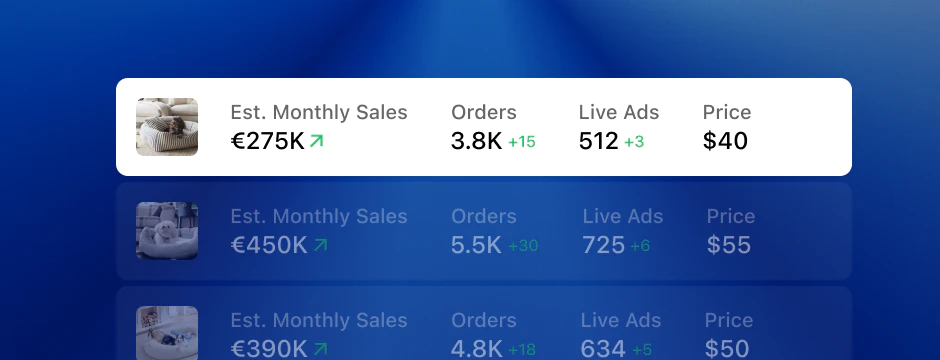 Est. Monthly Sales Orders Live Ads Price
€275K 3.8K +15 512 +3 $40
Est. Monthly Sales Orders Live Ads Price
€450K 5.5K +30 725 +6 $55
Est. Monthly Sales Orders Live Ads Price
€390K 4.8K +18 634 +5 $50